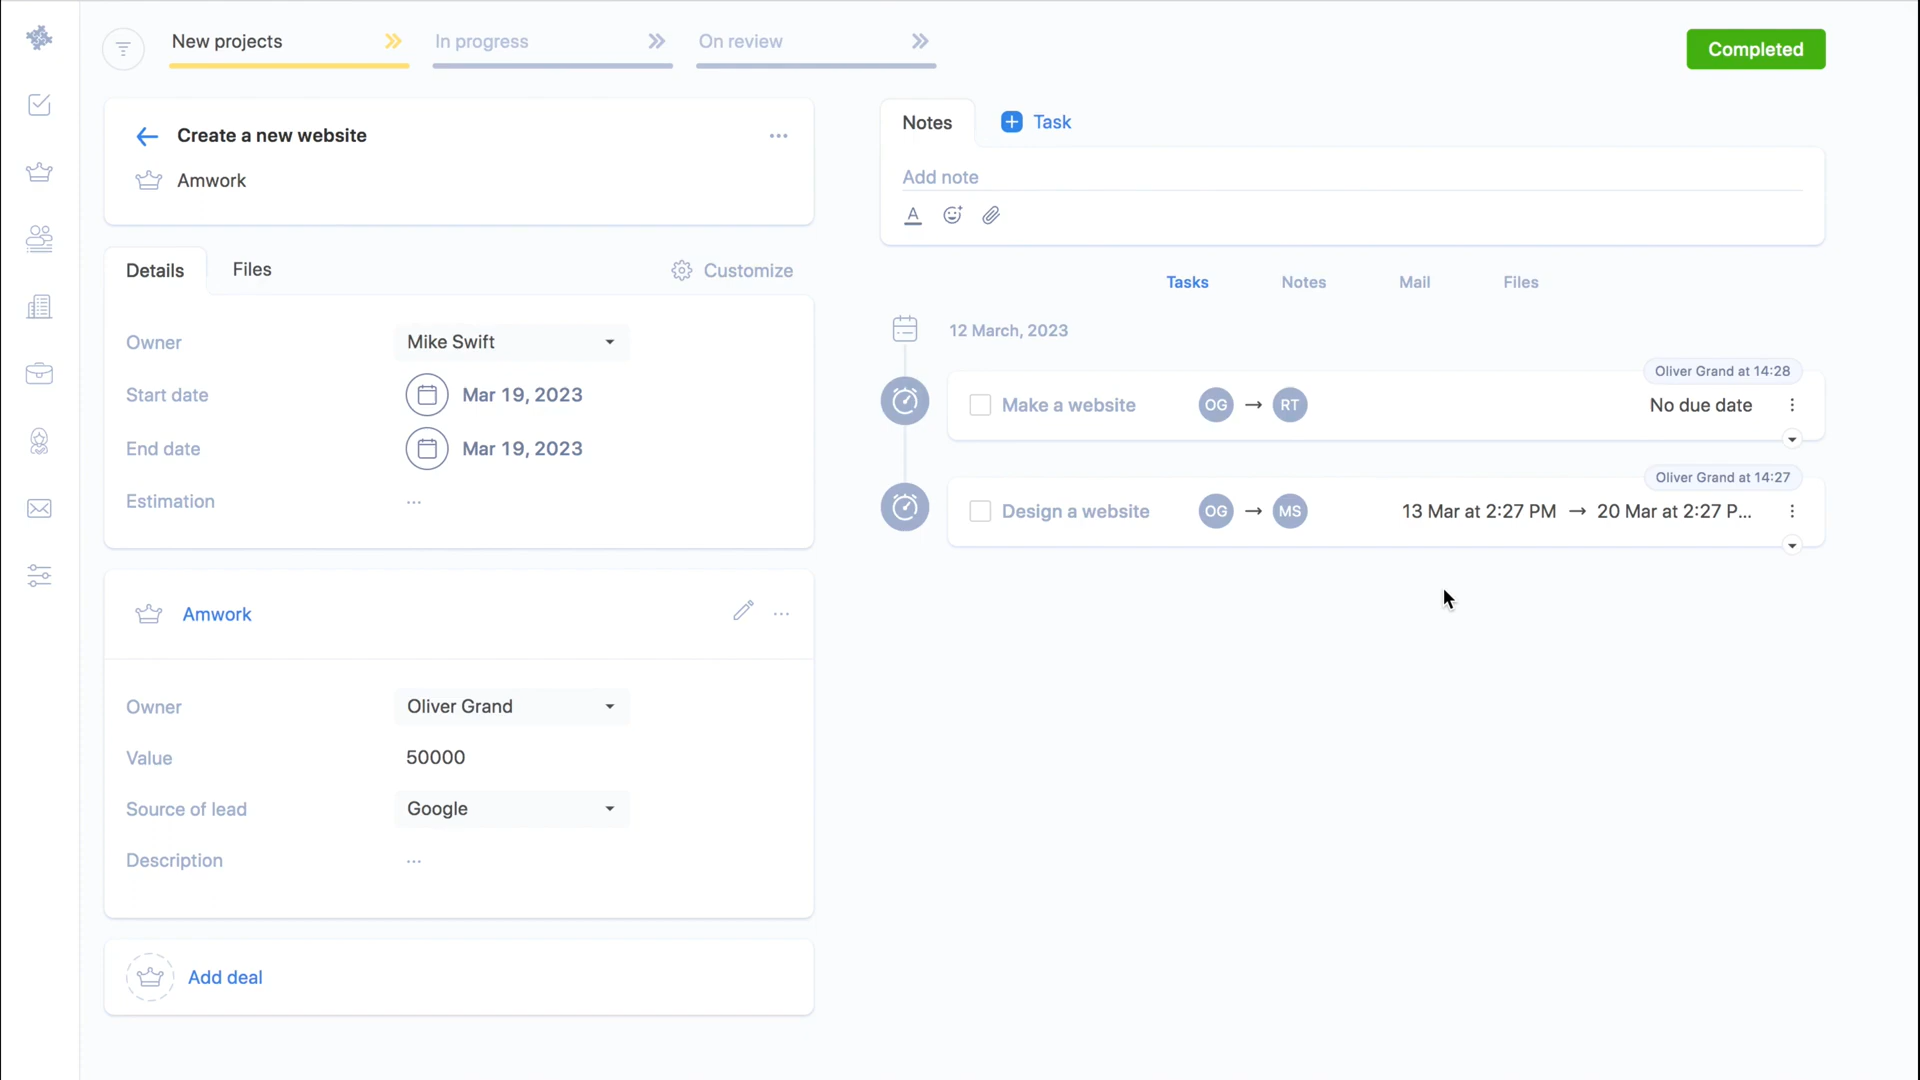 New projects
In progress
On review
Completed
Create a new website
Amwork
Details
Files
Customize
Owner
Mike Swift
Start date
Mar 19, 2023
End date
Mar 19, 2023
Estimation
...
Amwork
...
Owner
Oliver Grand
Value
50000
Source of lead
Google
Description
...
Add deal
Notes
Task
Add note
A
Tasks
Notes
Mail
Files
12 March, 2023
Oliver Grand at 14:28
Make a website
OG → RT
No due date
Oliver Grand at 14:27
Design a website
OG → MS
13 Mar at 2:27 PM → 20 Mar at 2:27 P...